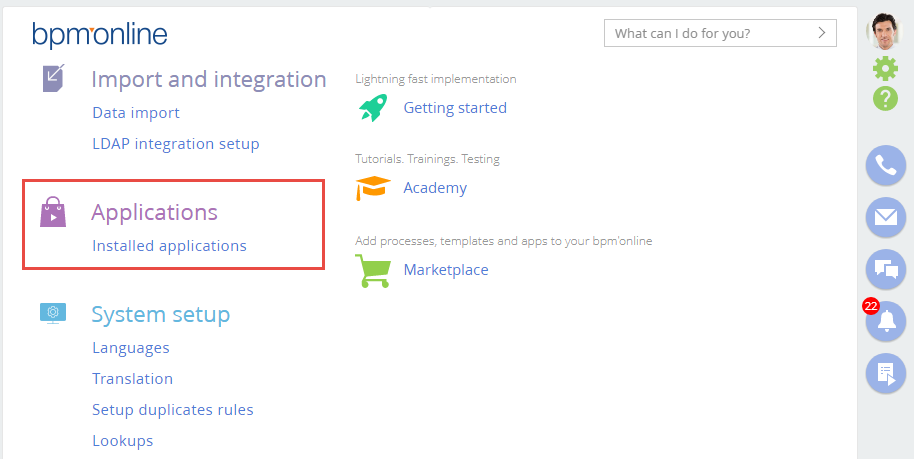 bpm'online
What can I do for you?
Import and integration
Data import
LDAP integration setup
Applications
Installed applications
System setup
Languages
Translation
Setup duplicates rules
Lookups
Lightning fast implementation
Getting started
Tutorials. Trainings. Testing
Academy
Add processes, templates and apps to your bpm'online
Marketplace
?
22